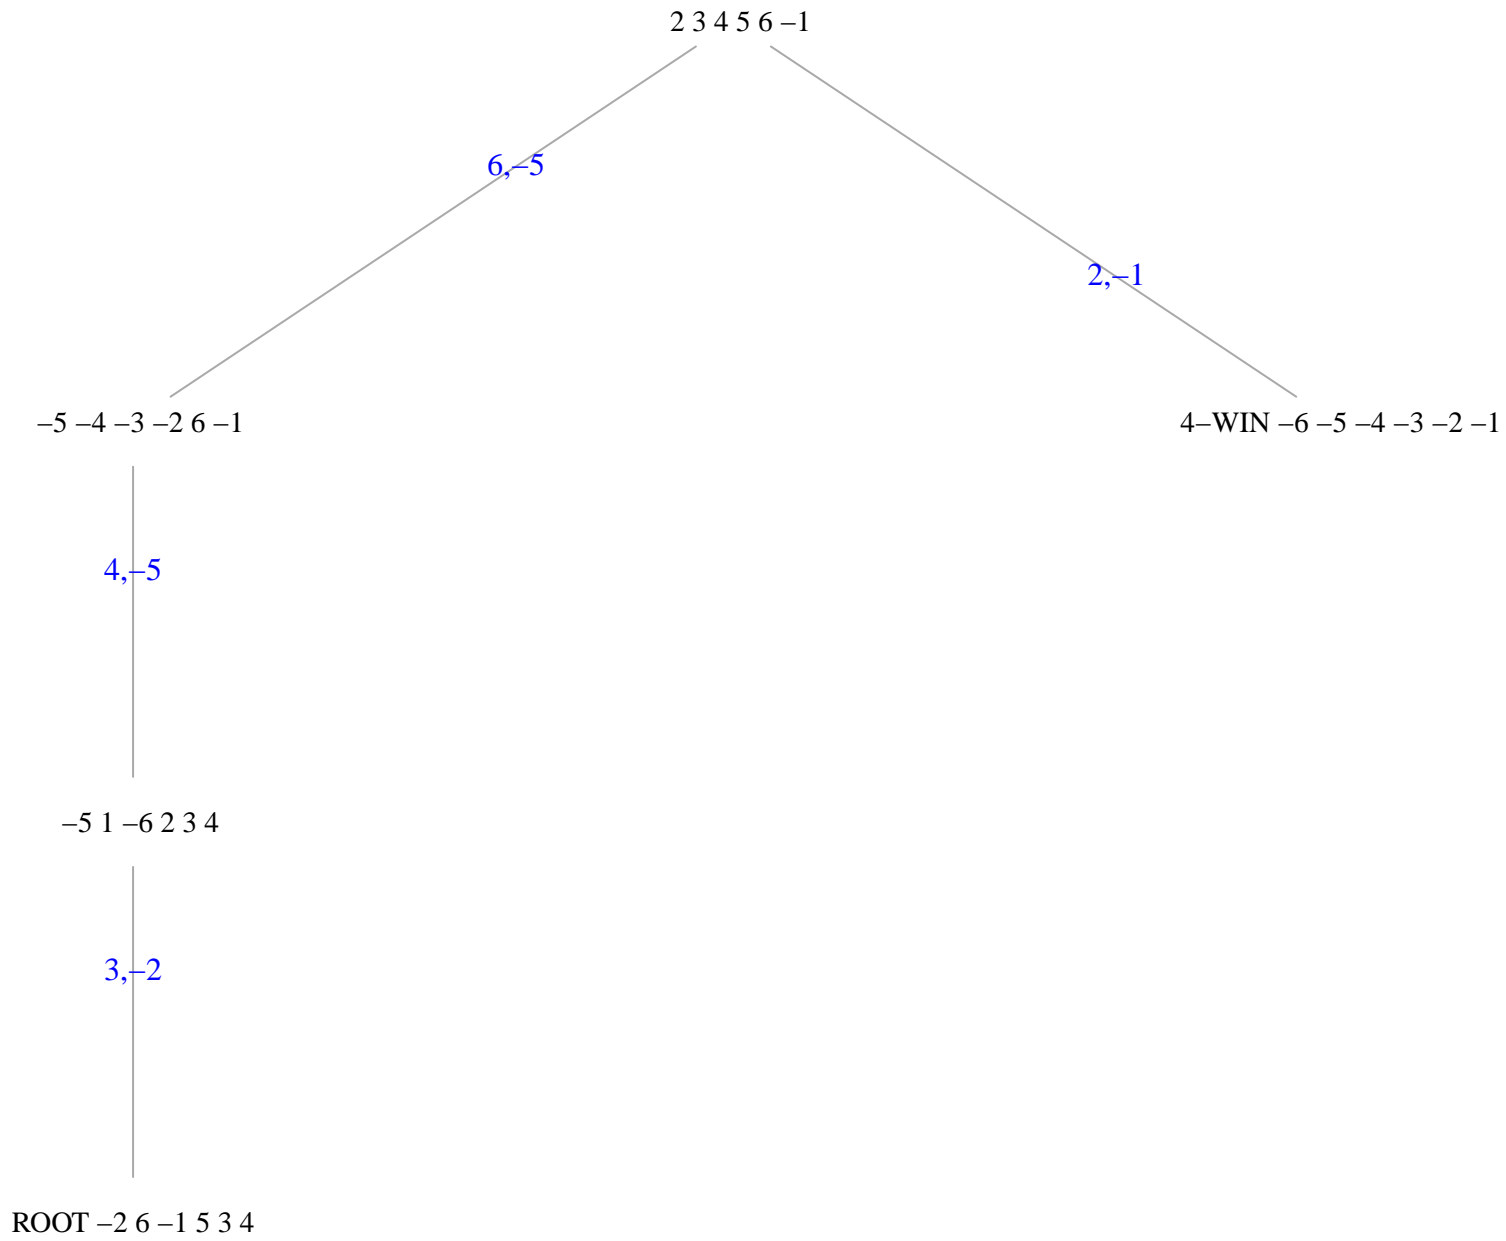 2 3 4 5 6 –1
6,–5
2,–1
–5 –4 –3 –2 6 –1
4–WIN –6 –5 –4 –3 –2 –1
4,–5
–5 1 –6 2 3 4
3,–2
ROOT –2 6 –1 5 3 4